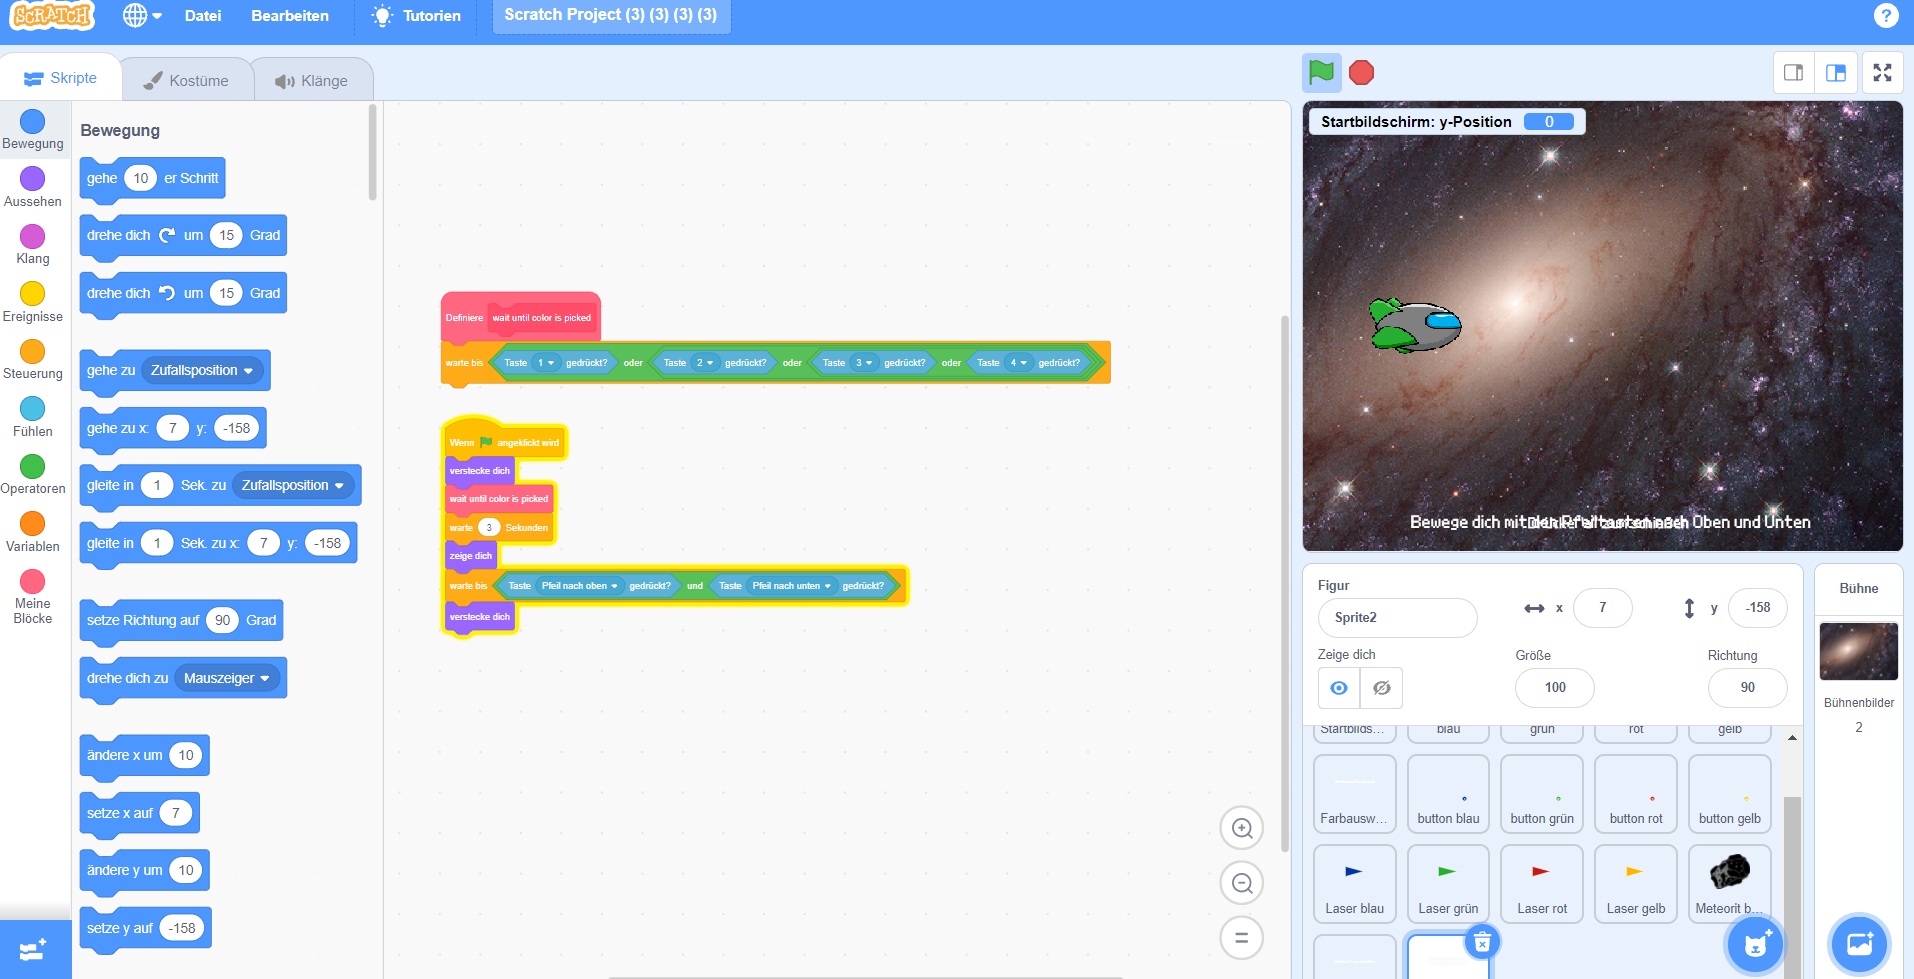 SCRATCH
Datei
Bearbeiten
Tutorien
Scratch Project (3) (3) (3) (3)
?
Skripte
Kostüme
Klänge
Bewegung
Aussehen
Klang
Ereignisse
Steuerung
Fühlen
Operatoren
Variablen
Meine
Blöcke
Bewegung
gehe 10 er Schritt
drehe dich um 15 Grad
drehe dich um 15 Grad
gehe zu Zufallsposition
gehe zu x: 7 y: -158
gleite in 1 Sek. zu Zufallsposition
gleite in 1 Sek. zu x: 7 y: -158
setze Richtung auf 90 Grad
drehe dich zu Mauszeiger
ändere x um 10
setze x auf 7
ändere y um 10
setze y auf -158
Definiere wait until color is picked
warte bis Taste 1 gedrückt? oder Taste 2 gedrückt? oder Taste 3 gedrückt? oder Taste 4 gedrückt?
Wenn angeklickt wird
verstecke dich
wait until color is picked
warte 3 Sekunden
zeige dich
warte bis Taste Pfeil nach oben gedrückt? und Taste Pfeil nach unten gedrückt?
verstecke dich
Startbildschirm: y-Position 0
Bewege dich mit den Pfeiltasten nach Oben und Unten
Figur
Sprite2
x 7
y -158
Zeige dich
Größe
100
Richtung
90
Startbilds... blau grün rot gelb
Farbausw... button blau button grün button rot button gelb
Laser blau Laser grün Laser rot Laser gelb Meteorit b...
Bühne
Bühnenbilder
2